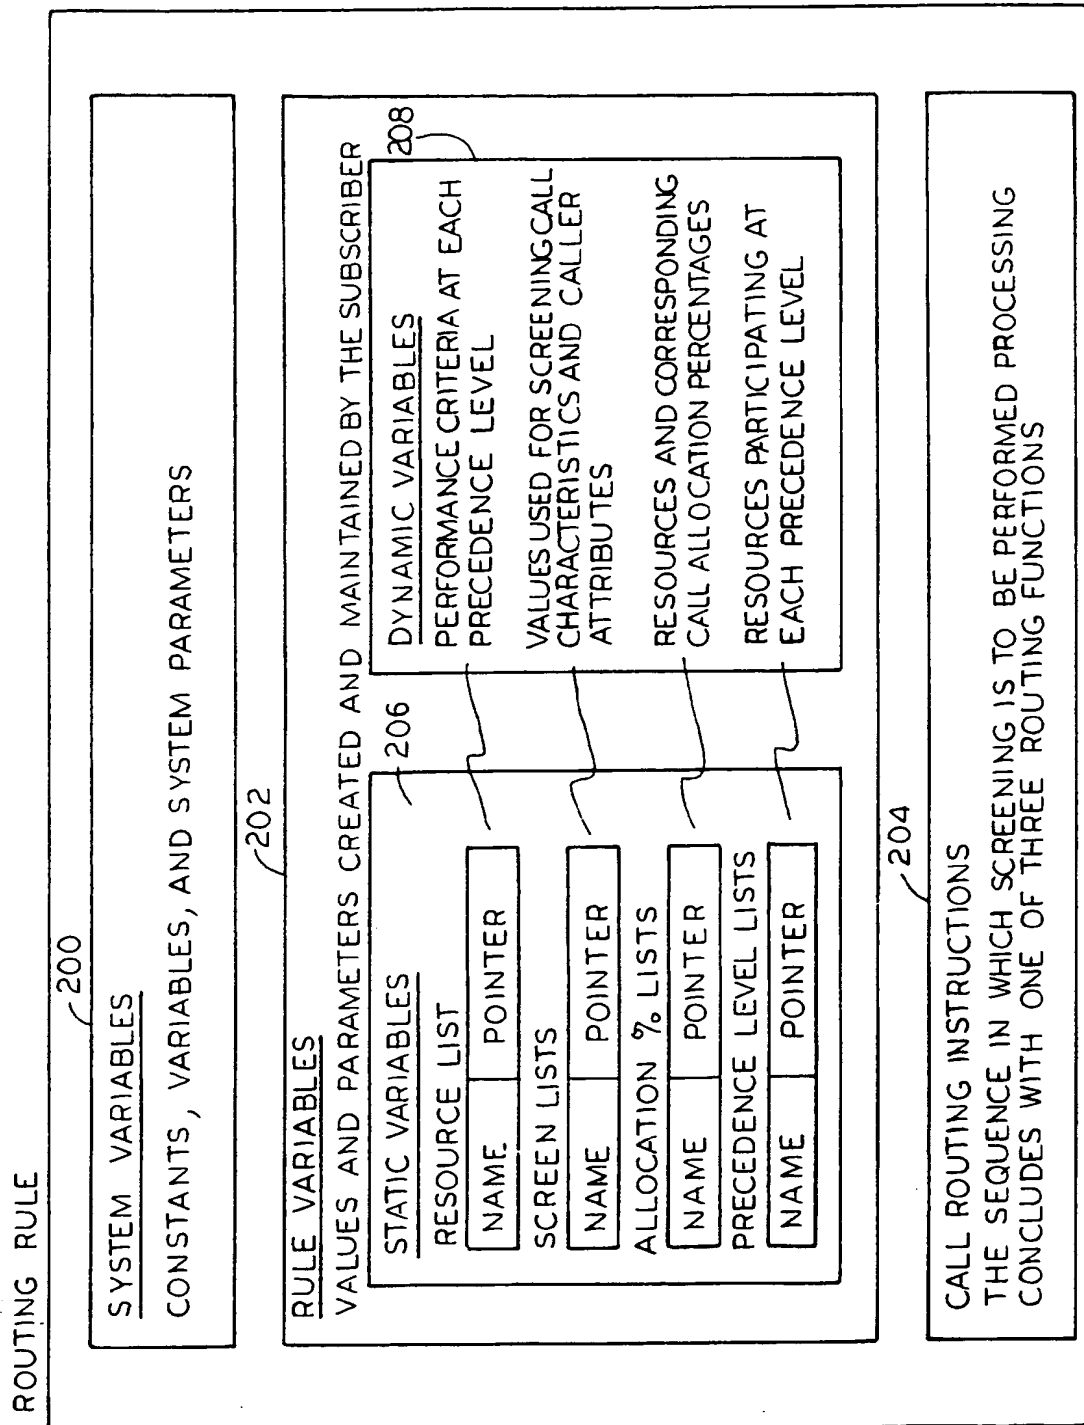 ROUTING RULE
200
SYSTEM VARIABLES
CONSTANTS, VARIABLES, AND SYSTEM PARAMETERS
202
RULE VARIABLES
VALUES AND PARAMETERS CREATED AND MAINTAINED BY THE SUBSCRIBER
STATIC VARIABLES
206
RESOURCE LIST
NAME. POINTER
SCREEN LISTS
NAME POINTER
ALLOCATION % LISTS
NAME POINTER
PRECEDENCE LEVEL LISTS
NAME POINTER
208
DYNAMIC VARIABLES
PERFORMANCE CRITERIA AT EACH
PRECEDENCE LEVEL
VALUES USED FOR SCREENING CALL
CHARACTERISTICS AND CALLER
ATTRIBUTES
RESOURCES AND CORRESPONDING
CALL ALLOCATION PERCENTAGES
RESOURCES PARTICIPATING AT
EACH PRECEDENCE LEVEL
204
CALL ROUTING INSTRUCTIONS
THE SEQUENCE IN WHICH SCREENING IS TO BE PERFORMED PROCESSING
CONCLUDES WITH ONE OF THREE ROUTING FUNCTIONS